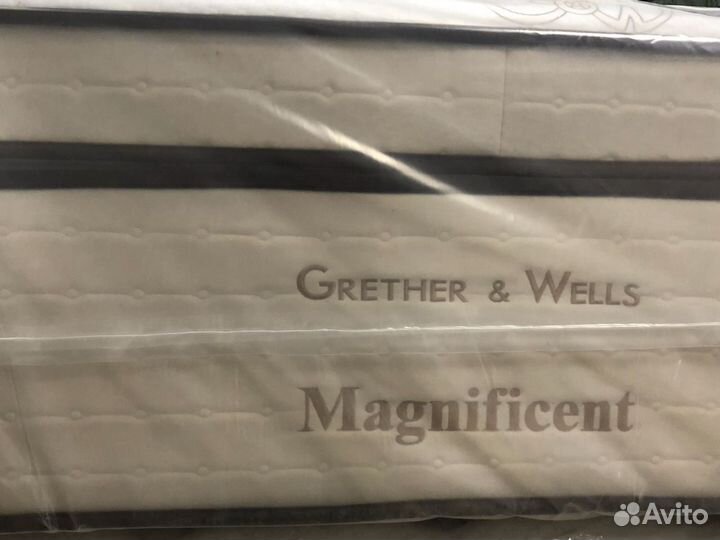 GRETHER & WELLS
Magnificent
Avito